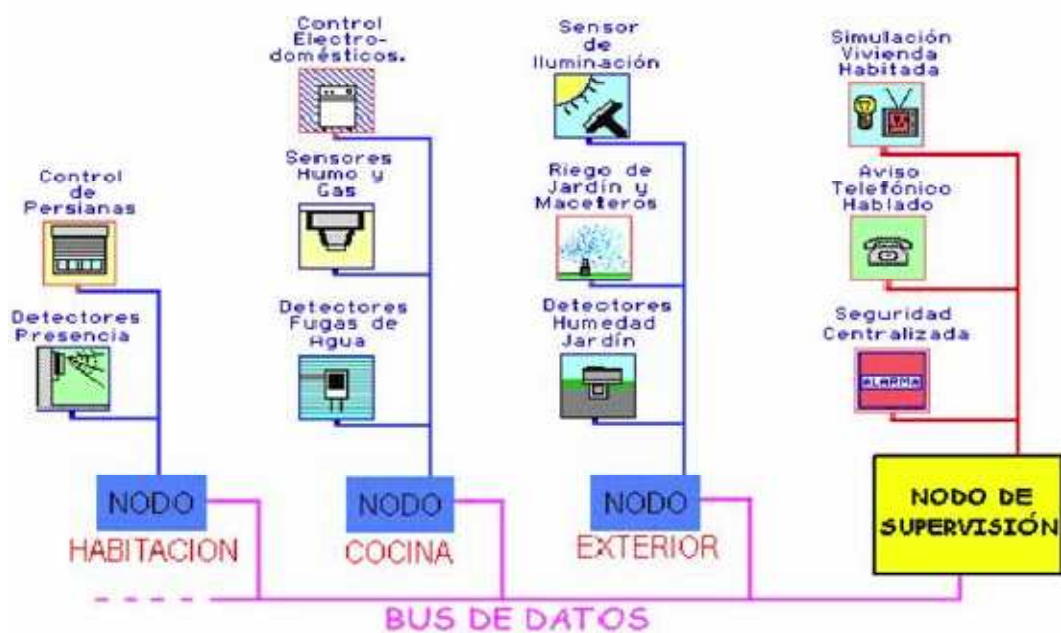 Control
de
Persianas
Detectores
Presencia
NODO
HABITACION
Control
Electro-
domésticos.
Sensores
Humo y
Gas
Detectores
Fugas de
Agua
NODO
COCINA
Sensor
de
Iluminación
Riego de
Jardín y
Maceteros
Detectores
Humedad
Jardín
NODO
EXTERIOR
Simulación
Vivienda
Habitada
Aviso
Telefónico
Hablado
Seguridad
Centralizada
ALARMA
NODO DE
SUPERVISIÓN
BUS DE DATOS